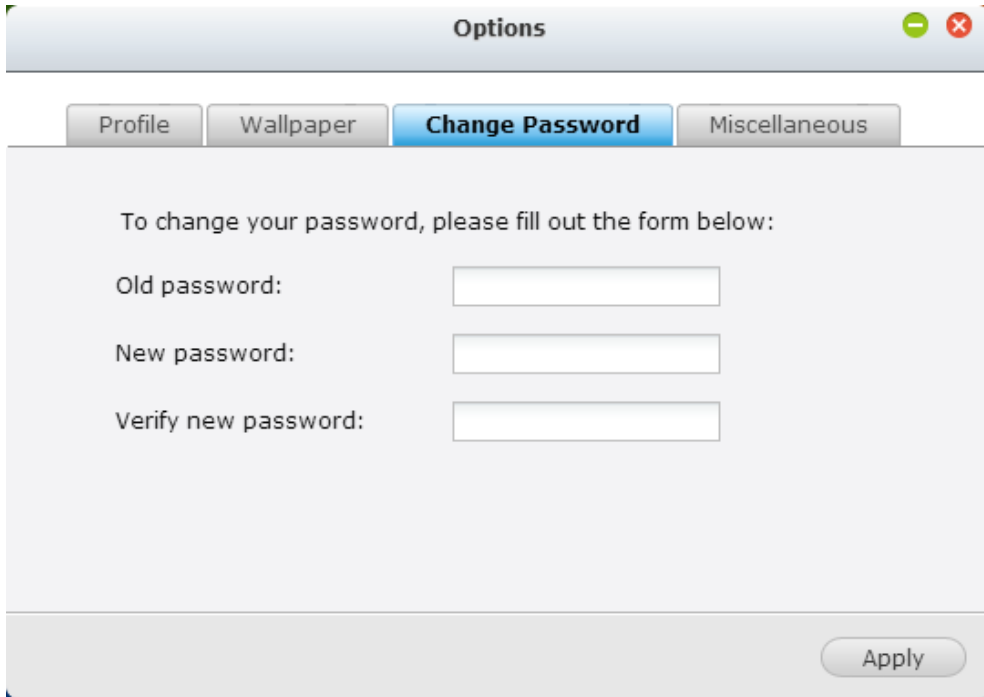 Options
Profile Wallpaper Change Password Miscellaneous
To change your password, please fill out the form below:
Old password:
New password:
Verify new password:
Apply